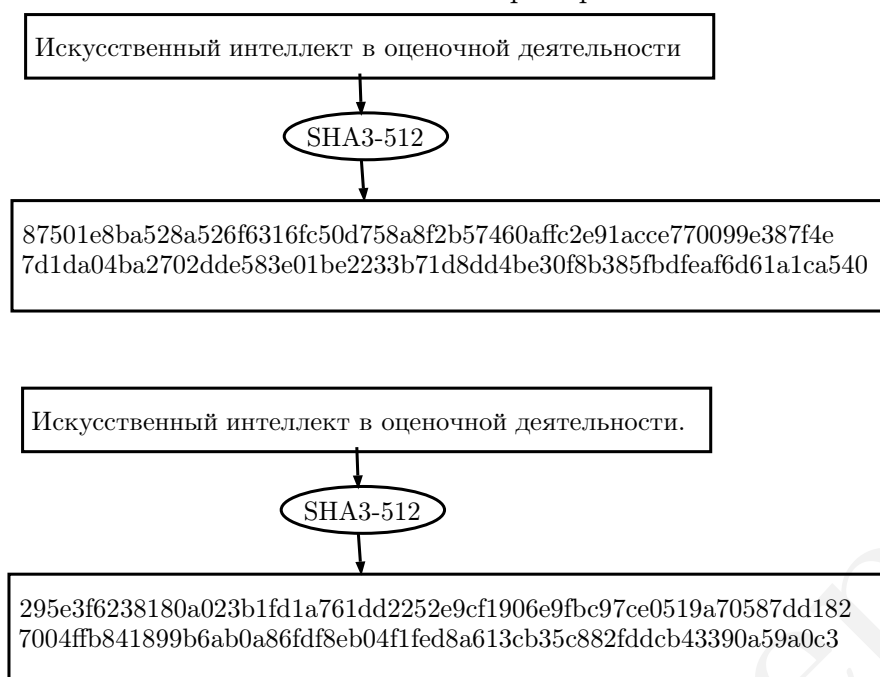 Искусственный интеллект в оценочной деятельности
SHA3-512
87501e8ba528a526f6316fc50d758a8f2b57460affc2e91acce770099e387f4e
7d1da04ba2702dde583e01be2233b71d8dd4be30f8b385fbdfeaf6d61a1ca540
Искусственный интеллект в оценочной деятельности.
SHA3-512
295e3f6238180a023b1fd1a761dd2252e9cf1906e9fbc97ce0519a70587dd182
7004ffb841899b6ab0a86fdf8eb04f1fed8a613cb35c882fddcb43390a59a0c3